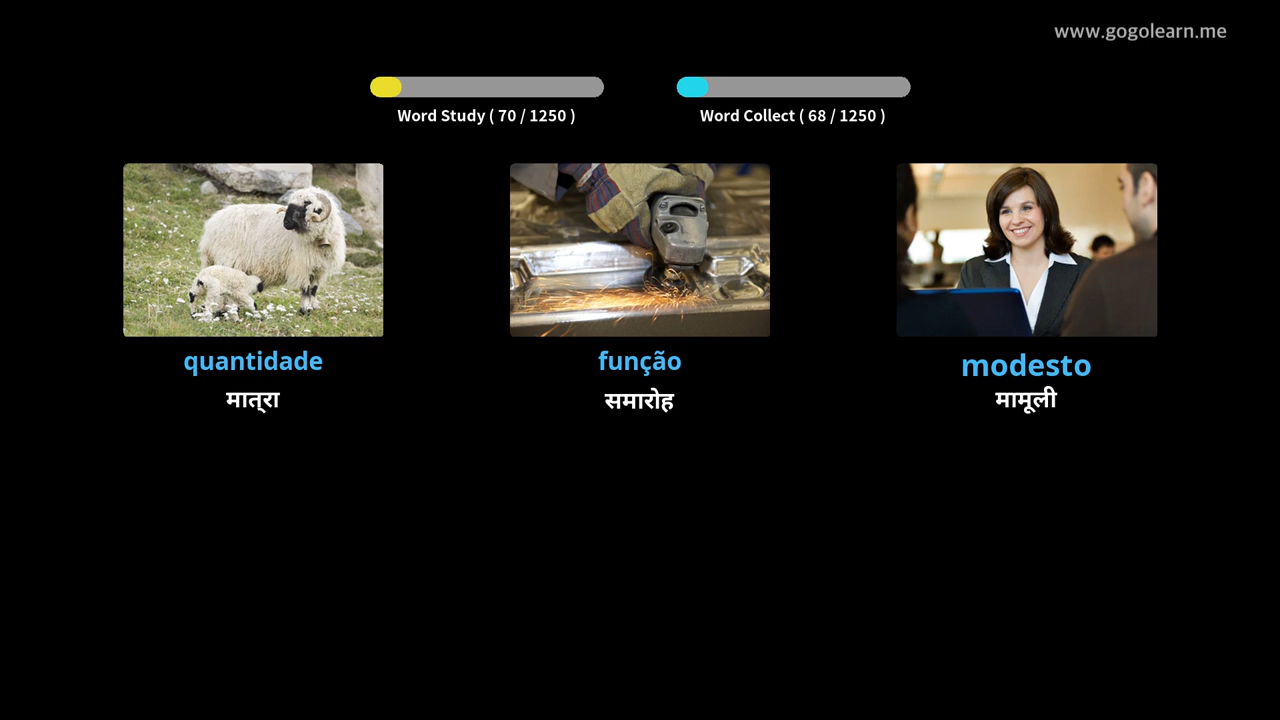 www.gogolearn.me
Word Study ( 70 / 1250 )
Word Collect ( 68 / 1250 )
quantidade
função
modesto
मात्रा
समारोह
मामूली